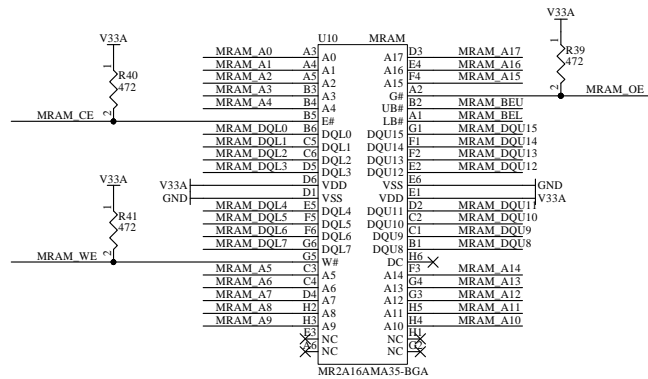 U10 MRAM
V33A V33A
MRAM_A0 A3 A0 A17 D3 MRAM_A17
MRAM_A1 A4 A1 A16 E4 MRAM_A16
MRAM_A2 A5 A2 A15 F4 MRAM_A15
1 R40 472 2 MRAM_A3 B3 A3 G# A2 1 R39 472 2 MRAM_OE
MRAM_A4 B4 A4 UB# B2 MRAM_BEU
MRAM_CE B5 E# LB# A1 MRAM_BEL
MRAM_DQL0 B6 DQL0 DQU15 G1 MRAM_DQU15
MRAM_DQL1 C5 DQL1 DQU14 F1 MRAM_DQU14
MRAM_DQL2 C6 DQL2 DQU13 F2 MRAM_DQU13
MRAM_DQL3 D5 DQL3 DQU12 E2 MRAM_DQU12
V33A V33A D6 VDD VSS E6 GND
GND D1 VSS VDD E1 V33A
MRAM_DQL4 E5 DQL4 DQU11 D2 MRAM_DQU11
1 R41 472 2 MRAM_DQL5 F5 DQL5 DQU10 C2 MRAM_DQU10
MRAM_DQL6 F6 DQL6 DQU9 C1 MRAM_DQU9
MRAM_DQL7 G6 DQL7 DQU8 B1 MRAM_DQU8
MRAM_WE G5 W# DC H6
MRAM_A5 C3 A5 A14 F3 MRAM_A14
MRAM_A6 C4 A6 A13 G4 MRAM_A13
MRAM_A7 D4 A7 A12 G3 MRAM_A12
MRAM_A8 H2 A8 A11 H5 MRAM_A11
MRAM_A9 H3 A9 A10 H4 MRAM_A10
E3 NC NC H1
A6 NC NC G2
MR2A16AMA35-BGA